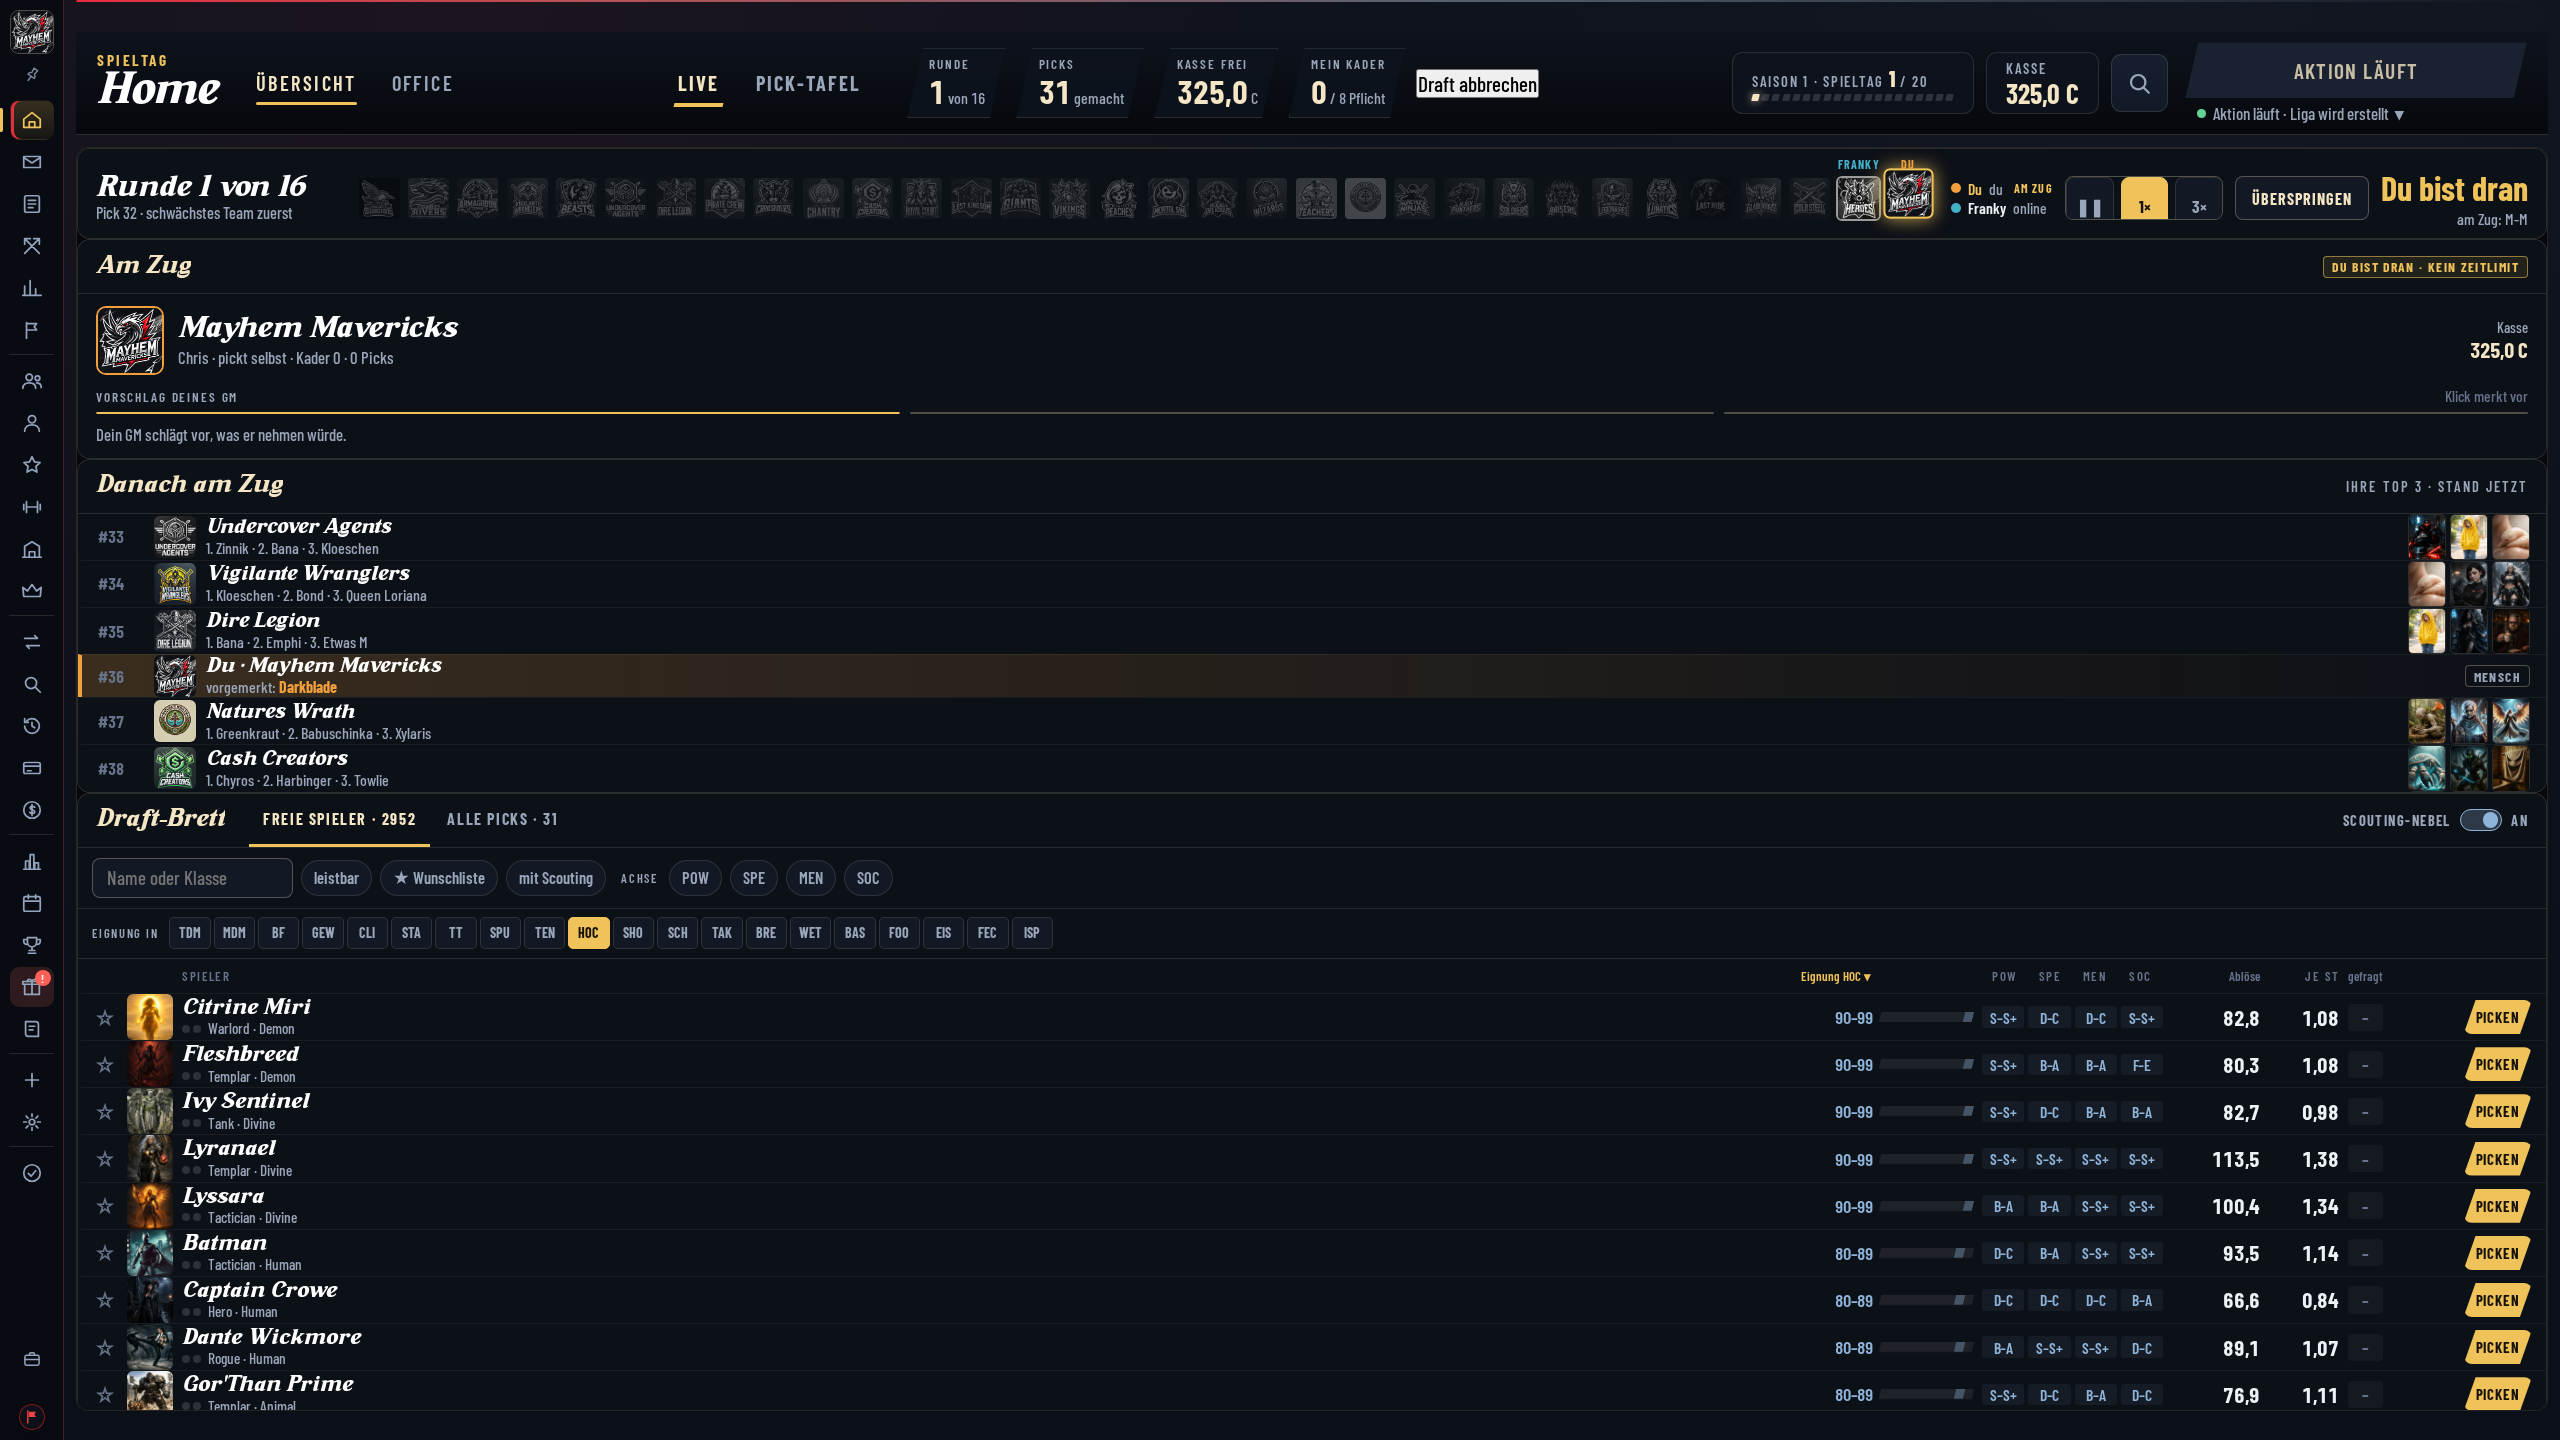 SPIELTAG
Home
ÜBERSICHT OFFICE
LIVE PICK-TAFEL
RUNDE
1 von 16
PICKS
31 gemacht
KASSE FREI
325,0 C
MEIN KADER
0 / 8 Pflicht
Draft abbrechen
SAISON 1 · SPIELTAG 1 / 20
KASSE
325,0 C
AKTION LÄUFT
Aktion läuft · Liga wird erstellt ▼
Runde 1 von 16
Pick 32 · schwächstes Team zuerst
FRANKY DU
Du du AM ZUG
Franky online
1× 3×
ÜBERSPRINGEN
Du bist dran
am Zug: M-M
Am Zug
DU BIST DRAN · KEIN ZEITLIMIT
Mayhem Mavericks
Chris · pickt selbst · Kader 0 · 0 Picks
Kasse
325,0 C
VORSCHLAG DEINES GM
Klick merkt vor
Dein GM schlägt vor, was er nehmen würde.
Danach am Zug
IHRE TOP 3 · STAND JETZT
#33 Undercover Agents
1. Zinnik · 2. Bana · 3. Kloeschen
#34 Vigilante Wranglers
1. Kloeschen · 2. Bond · 3. Queen Loriana
#35 Dire Legion
1. Bana · 2. Emphi · 3. Etwas M
#36 Du · Mayhem Mavericks
vorgemerkt: Darkblade
MENSCH
#37 Natures Wrath
1. Greenkraut · 2. Babuschinka · 3. Xylaris
#38 Cash Creators
1. Chyros · 2. Harbinger · 3. Towlie
Draft-Brett
FREIE SPIELER · 2952
ALLE PICKS · 31
SCOUTING-NEBEL AN
Name oder Klasse
leistbar
★ Wunschliste
mit Scouting
ACHSE POW SPE MEN SOC
EIGNUNG IN TDM MDM BF GEW CLI STA TT SPU TEN HOC SHO SCH TAK BRE WET BAS FOO EIS FEC ISP
SPIELER Eignung HOC ▼ POW SPE MEN SOC Ablöse JE ST gefragt
Citrine Miri
Warlord · Demon
90–99 S–S+ D–C D–C S–S+ 82,8 1,08 – PICKEN
Fleshbreed
Templar · Demon
90–99 S–S+ B–A B–A F–E 80,3 1,08 – PICKEN
Ivy Sentinel
Tank · Divine
90–99 S–S+ D–C B–A B–A 82,7 0,98 – PICKEN
Lyranael
Templar · Divine
90–99 S–S+ S–S+ S–S+ S–S+ 113,5 1,38 – PICKEN
Lyssara
Tactician · Divine
90–99 B–A B–A S–S+ S–S+ 100,4 1,34 – PICKEN
Batman
Tactician · Human
80–89 D–C B–A S–S+ S–S+ 93,5 1,14 – PICKEN
Captain Crowe
Hero · Human
80–89 D–C D–C D–C B–A 66,6 0,84 – PICKEN
Dante Wickmore
Rogue · Human
80–89 B–A S–S+ S–S+ D–C 89,1 1,07 – PICKEN
Gor'Than Prime
Templar · Animal
80–89 S–S+ D–C B–A D–C 76,9 1,11 – PICKEN